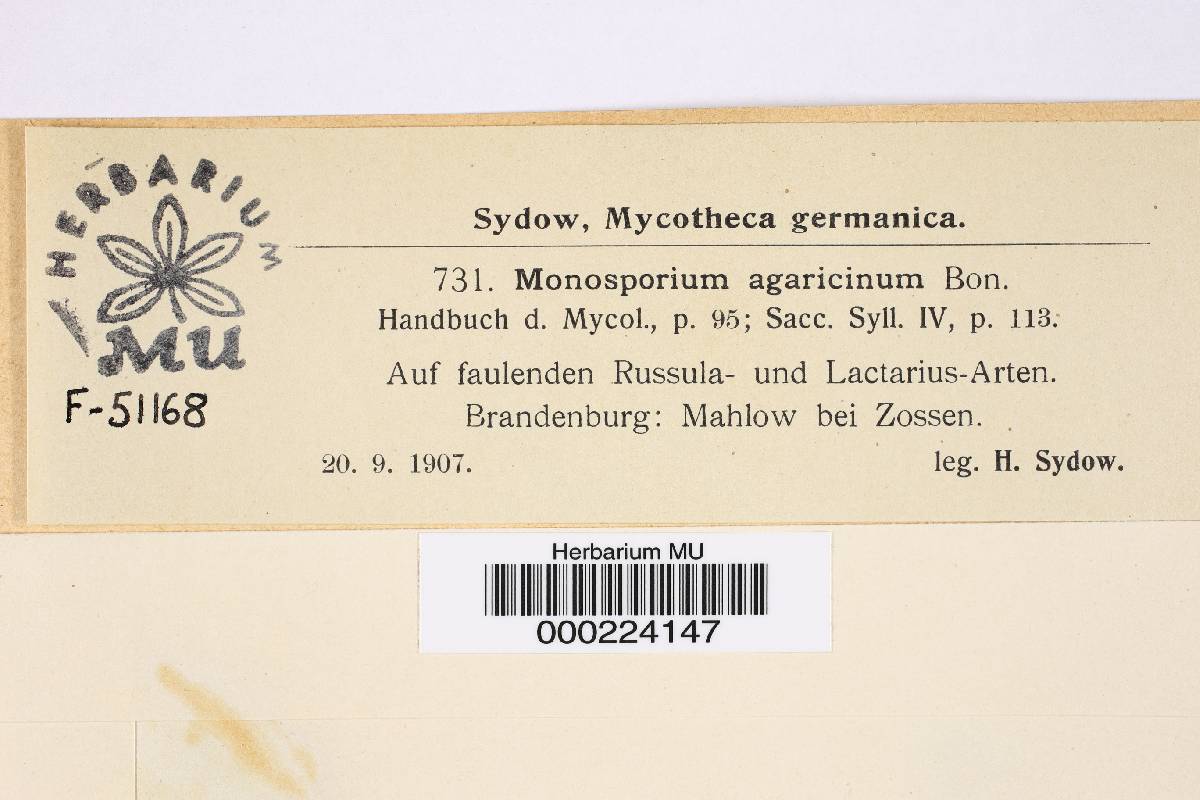 HERBARIUM
MU
F-51168
Sydow, Mycotheca germanica.
731. Monosporium agaricinum Bon.
Handbuch d. Mycol., p. 95; Sacc. Syll. IV, p. 113.
Auf faulenden Russula- und Lactarius-Arten.
Brandenburg: Mahlow bei Zossen.
20. 9. 1907. leg. H. Sydow.
Herbarium MU
000224147